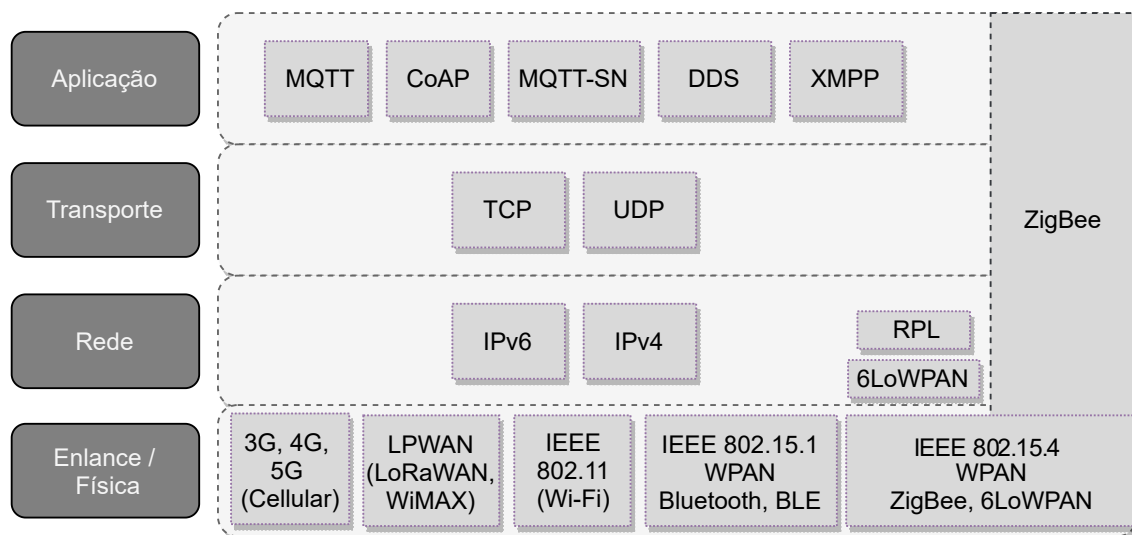 Aplicação
MQTT
CoAP
MQTT-SN
DDS
XMPP
Transporte
TCP
UDP
ZigBee
Rede
IPv6
IPv4
RPL
6LoWPAN
Enlance /
Física
3G, 4G,
5G
(Cellular)
LPWAN
(LoRaWAN,
WiMAX)
IEEE
802.11
(Wi-Fi)
IEEE 802.15.1
WPAN
Bluetooth, BLE
IEEE 802.15.4
WPAN
ZigBee, 6LoWPAN